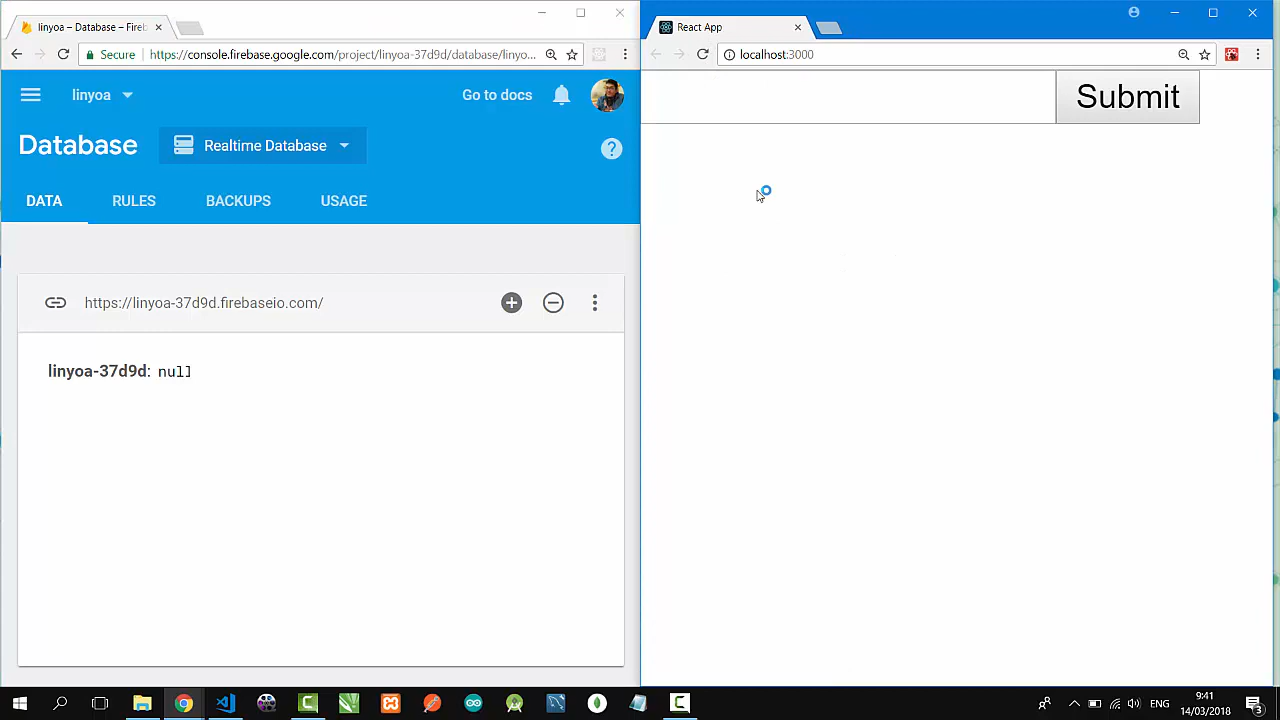 linyoa – Database – Fireb
Secure
https://console.firebase.google.com/project/linyoa-37d9d/database/linyo...
linyoa
Go to docs
Database
Realtime Database
?
DATA
RULES
BACKUPS
USAGE
https://linyoa-37d9d.firebaseio.com/
linyoa-37d9d: null
React App
localhost:3000
Submit
ENG
9:41
14/03/2018
3